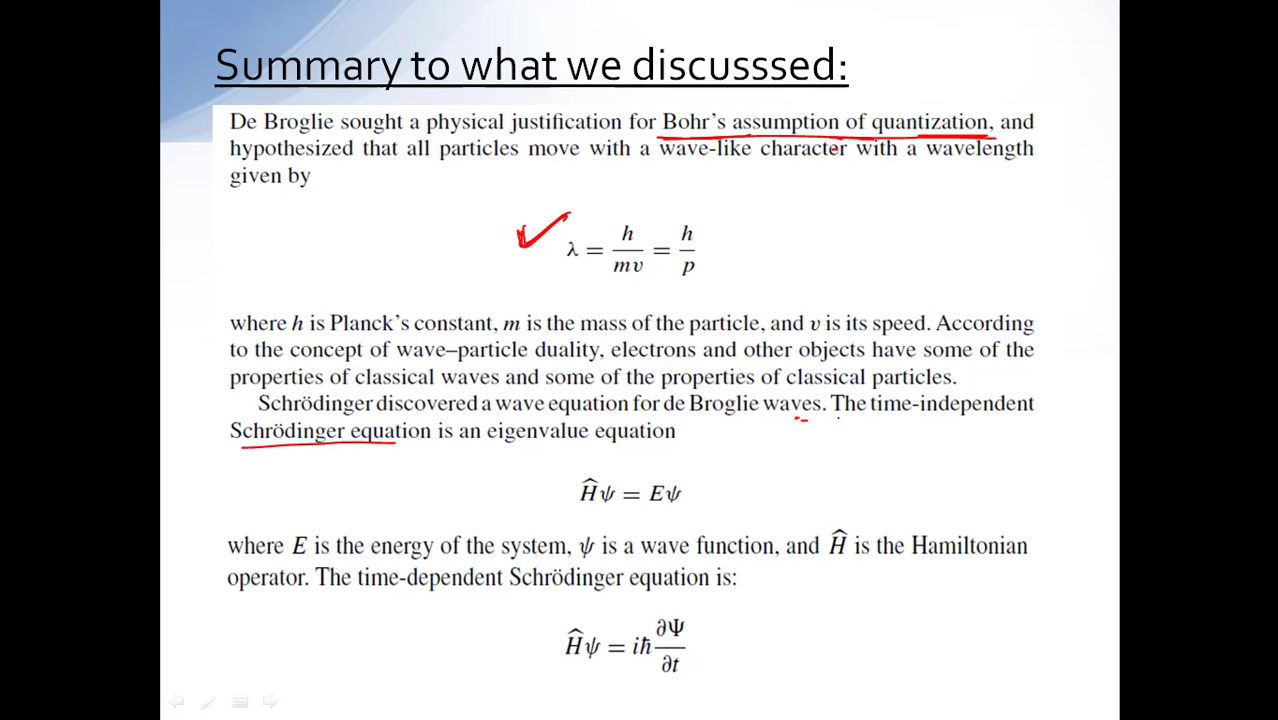 Summary to what we discusssed:
De Broglie sought a physical justification for Bohr's assumption of quantization, and
hypothesized that all particles move with a wave-like character with a wavelength
given by
λ = h/mv = h/p
where h is Planck's constant, m is the mass of the particle, and v is its speed. According
to the concept of wave–particle duality, electrons and other objects have some of the
properties of classical waves and some of the properties of classical particles.
Schrödinger discovered a wave equation for de Broglie waves. The time-independent
Schrödinger equation is an eigenvalue equation
Ĥψ = Eψ
where E is the energy of the system, ψ is a wave function, and Ĥ is the Hamiltonian
operator. The time-dependent Schrödinger equation is:
Ĥψ = iħ ∂Ψ/∂t